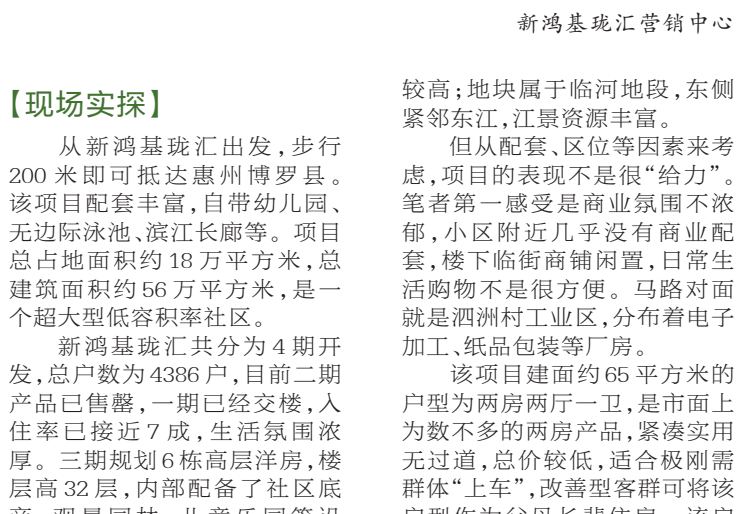 新鸿基珑汇营销中心
【现场实探】
从新鸿基珑汇出发，步行
200 米即可抵达惠州博罗县。
该项目配套丰富，自带幼儿园、
无边际泳池、滨江长廊等。项目
总占地面积约 18 万平方米，总
建筑面积约 56 万平方米，是一
个超大型低容积率社区。
新鸿基珑汇共分为 4 期开
发，总户数为 4386 户，目前二期
产品已售罄，一期已经交楼，入
住率已接近 7 成，生活氛围浓
厚。三期规划 6 栋高层洋房，楼
层高 32 层，内部配备了社区底
较高；地块属于临河地段，东侧
紧邻东江，江景资源丰富。
但从配套、区位等因素来考
虑，项目的表现不是很“给力”。
笔者第一感受是商业氛围不浓
郁，小区附近几乎没有商业配
套，楼下临街商铺闲置，日常生
活购物不是很方便。马路对面
就是泗洲村工业区，分布着电子
加工、纸品包装等厂房。
该项目建面约 65 平方米的
户型为两房两厅一卫，是市面上
为数不多的两房产品，紧凑实用
无过道，总价较低，适合极刚需
群体“上车”，改善型客群可将该